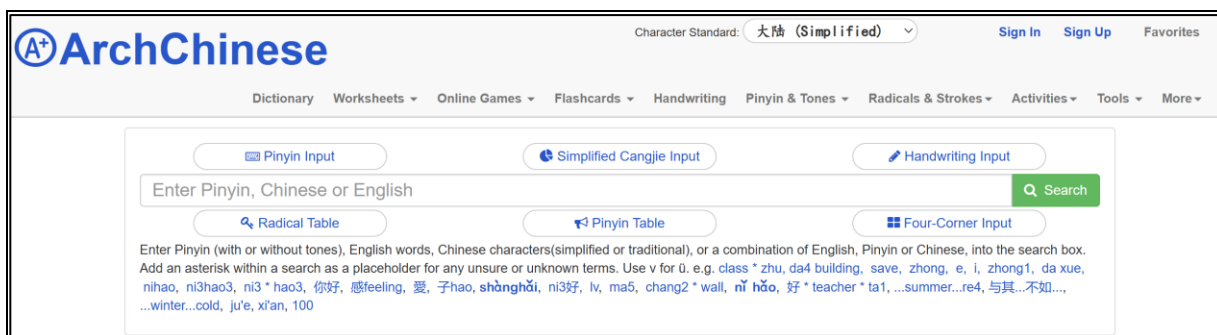 Character Standard: 大陆 (Simplified) Sign In Sign Up Favorites
A+ ArchChinese
Dictionary Worksheets Online Games Flashcards Handwriting Pinyin & Tones Radicals & Strokes Activities Tools More
Pinyin Input Simplified Cangjie Input Handwriting Input
Enter Pinyin, Chinese or English Search
Radical Table Pinyin Table Four-Corner Input
Enter Pinyin (with or without tones), English words, Chinese characters(simplified or traditional), or a combination of English, Pinyin or Chinese, into the search box.
Add an asterisk within a search as a placeholder for any unsure or unknown terms. Use v for ü. e.g. class * zhu, da4 building, save, zhong, e, i, zhong1, da xue,
nihao, ni3hao3, ni3 * hao3, 你好, 感feeling, 愛, 子hao, shànghǎi, ni3好, lv, ma5, chang2 * wall, nǐ hǎo, 好 * teacher * ta1, ...summer...re4, 与其...不如...,
...winter...cold, ju'e, xi'an, 100